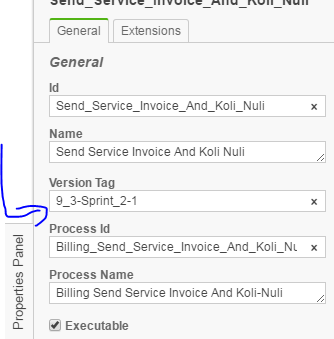 Send_Service_Invoice_And_Koli_Nuli
General Extensions
General
Id
Send_Service_Invoice_And_Koli_Nuli ×
Name
Send Service Invoice And Koli Nuli
Version Tag
9_3-Sprint_2-1 ×
Process Id
Billing_Send_Service_Invoice_And_Koli_Nu ×
Process Name
Billing Send Service Invoice And Koli-Nuli
Executable
Properties Panel